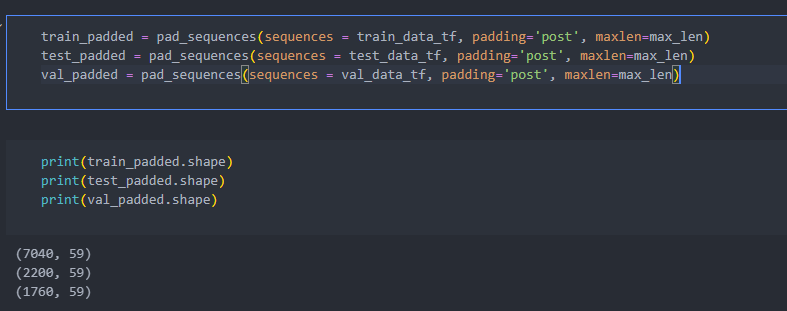 train_padded = pad_sequences(sequences = train_data_tf, padding='post', maxlen=max_len)
test_padded = pad_sequences(sequences = test_data_tf, padding='post', maxlen=max_len)
val_padded = pad_sequences(sequences = val_data_tf, padding='post', maxlen=max_len)
print(train_padded.shape)
print(test_padded.shape)
print(val_padded.shape)
(7040, 59)
(2200, 59)
(1760, 59)